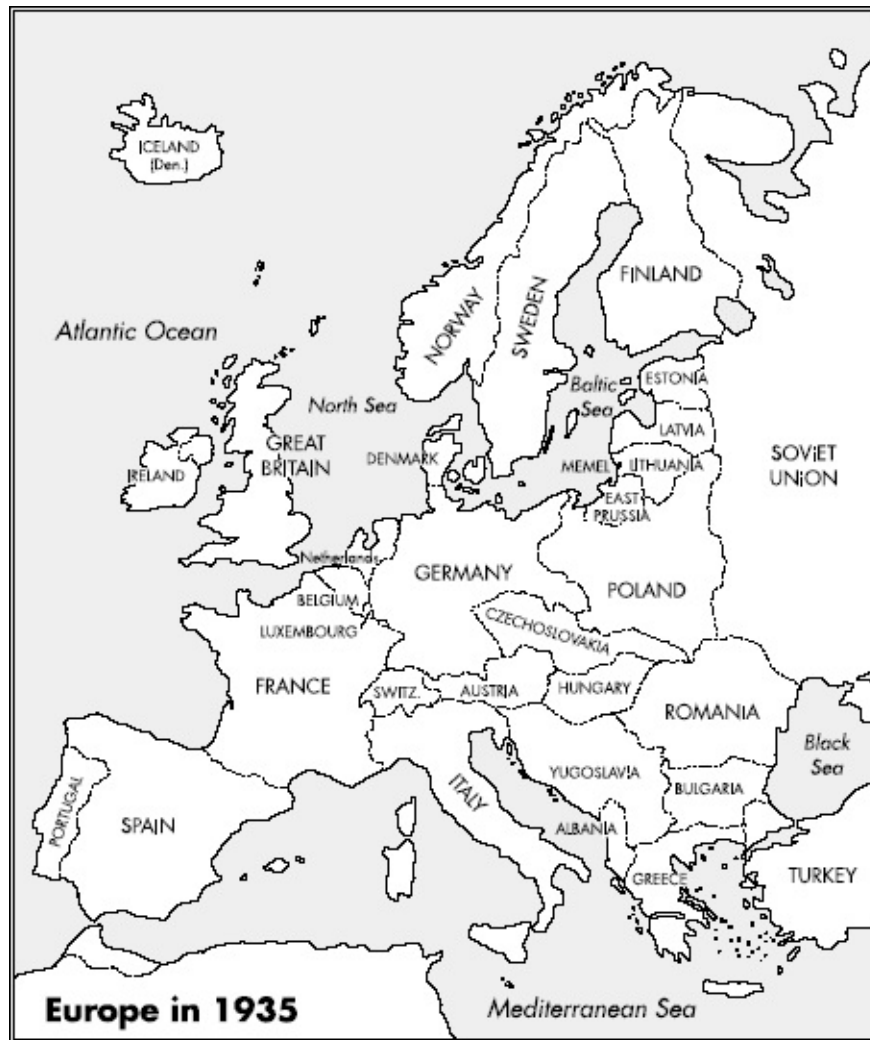 ICELAND
(Den.)
FINLAND
NORWAY
SWEDEN
Atlantic Ocean
ESTONIA
Baltic
Sea
North Sea
LATVIA
GREAT
BRITAIN
DENMARK
SOVIET
UNION
IRELAND
MEMEL
LITHUANIA
EAST
PRUSSIA
Netherlands
GERMANY
POLAND
BELGIUM
CZECHOSLOVAKIA
LUXEMBOURG
FRANCE
SWITZ.
AUSTRIA
HUNGARY
ROMANIA
Black
Sea
YUGOSLAVIA
ITALY
BULGARIA
PORTUGAL
SPAIN
ALBANIA
GREECE
TURKEY
Europe in 1935
Mediterranean Sea